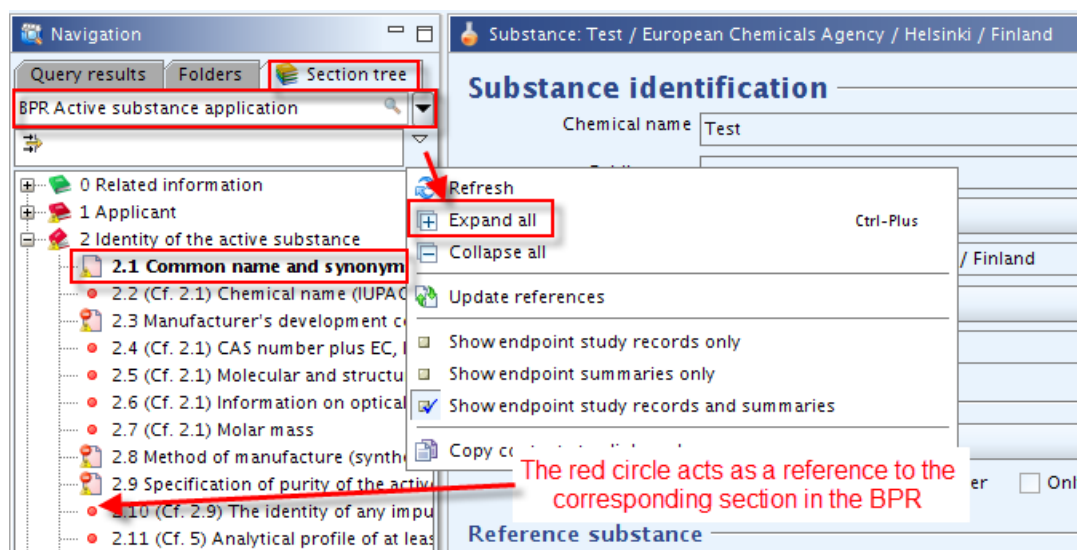 Navigation
Substance: Test / European Chemicals Agency / Helsinki / Finland
Query results
Folders
Section tree
BPR Active substance application
Substance identification
Chemical name
Test
0 Related information
1 Applicant
2 Identity of the active substance
2.1 Common name and synonym
2.2 (Cf. 2.1) Chemical name (IUPAC
2.3 Manufacturer's development
2.4 (Cf. 2.1) CAS number plus EC,
2.5 (Cf. 2.1) Molecular and structu
2.6 (Cf. 2.1) Information on optical
2.7 (Cf. 2.1) Molar mass
2.8 Method of manufacture (synthe
2.9 Specification of purity of the activ
2.10 (Cf. 2.9) The identity of any impu
2.11 (Cf. 5) Analytical profile of at leas
Refresh
Expand all
Ctrl-Plus
Collapse all
Update references
Show endpoint study records only
Show endpoint summaries only
Show endpoint study records and summaries
Copy
/ Finland
The red circle acts as a reference to the
corresponding section in the BPR
er
Onl
Reference substance